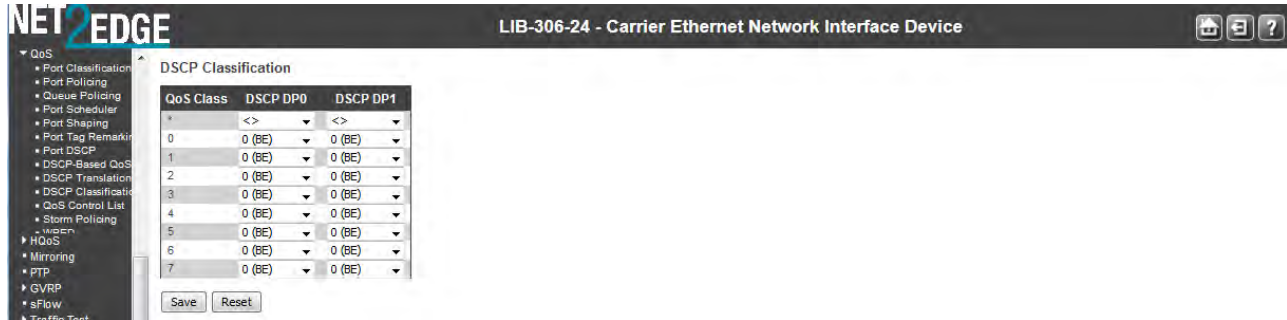 NET2EDGE
LIB-306-24 - Carrier Ethernet Network Interface Device
?
QoS
Port Classification
Port Policing
Queue Policing
Port Scheduler
Port Shaping
Port Tag Remarkin
Port DSCP
DSCP-Based QoS
DSCP Translation
DSCP Classificatio
QoS Control List
Storm Policing
WRED
HQoS
Mirroring
PTP
GVRP
sFlow
Traffic Test
DSCP Classification
QoS Class DSCP DP0 DSCP DP1
* <> <>
0 0 (BE) 0 (BE)
1 0 (BE) 0 (BE)
2 0 (BE) 0 (BE)
3 0 (BE) 0 (BE)
4 0 (BE) 0 (BE)
5 0 (BE) 0 (BE)
6 0 (BE) 0 (BE)
7 0 (BE) 0 (BE)
Save Reset